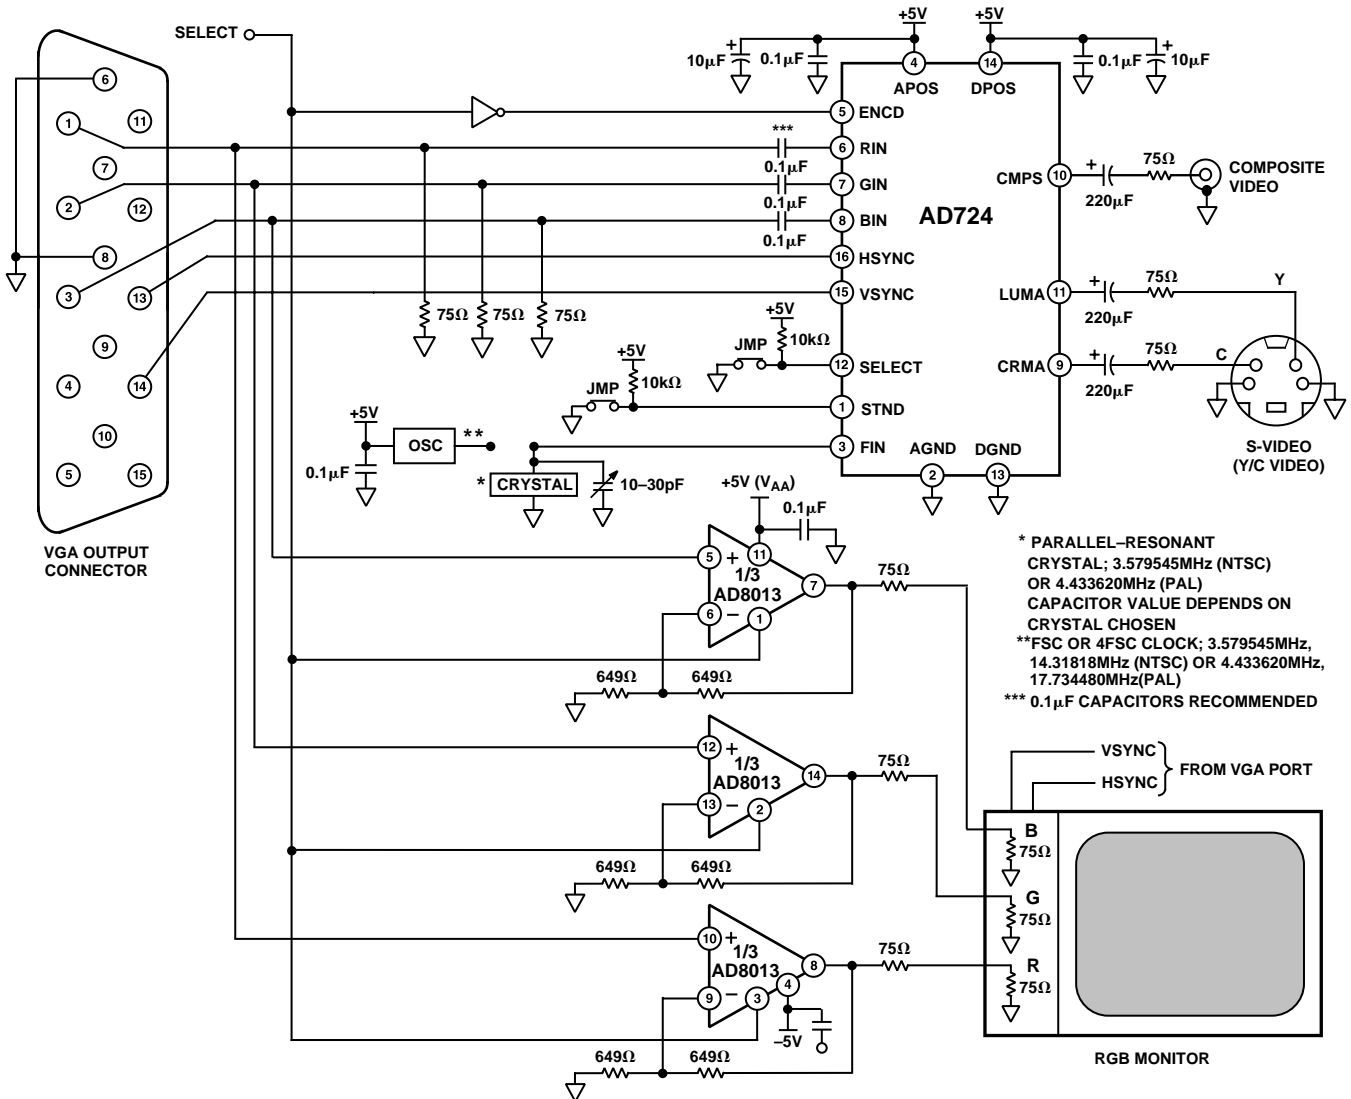 SELECT
+5V
+5V
10μF
+
0.1μF
4
14
0.1μF
+
10μF
APOS
DPOS
6
1
11
7
2
12
8
3
13
9
4
14
10
5
15
VGA OUTPUT
CONNECTOR
5
ENCD
***
6
RIN
0.1μF
7
GIN
0.1μF
8
BIN
0.1μF
16
HSYNC
15
VSYNC
AD724
CMPS
10
+
220μF
75Ω
COMPOSITE
VIDEO
LUMA
11
+
220μF
75Ω
Y
CRMA
9
+
220μF
75Ω
C
S-VIDEO
(Y/C VIDEO)
75Ω
75Ω
75Ω
+5V
JMP
10kΩ
12
SELECT
+5V
JMP
10kΩ
1
STND
+5V
OSC
**
0.1μF
3
FIN
AGND
DGND
2
13
*
CRYSTAL
10–30pF
+5V (VAA)
0.1μF
5
+
11
1/3
AD8013
7
6
–
1
75Ω
649Ω
649Ω
* PARALLEL–RESONANT
CRYSTAL; 3.579545MHz (NTSC)
OR 4.433620MHz (PAL)
CAPACITOR VALUE DEPENDS ON
CRYSTAL CHOSEN
**FSC OR 4FSC CLOCK; 3.579545MHz,
14.31818MHz (NTSC) OR 4.433620MHz,
17.734480MHz(PAL)
*** 0.1μF CAPACITORS RECOMMENDED
12
+
1/3
AD8013
14
13
–
2
75Ω
649Ω
649Ω
VSYNC
HSYNC
FROM VGA PORT
B
75Ω
G
75Ω
R
75Ω
10
+
1/3
AD8013
8
9
–
3
4
–5V
75Ω
649Ω
649Ω
RGB MONITOR